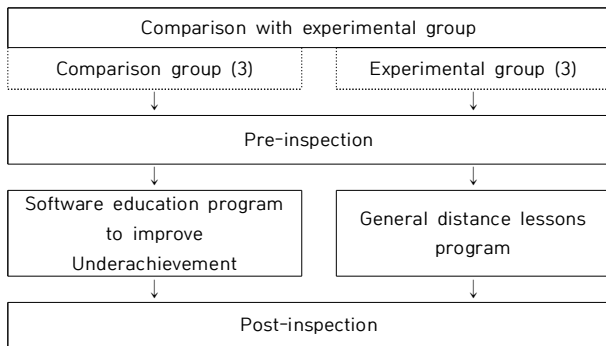 Comparison with experimental group
Comparison group (3)
Experimental group (3)
Pre-inspection
Software education program
to improve
Underachievement
General distance lessons
program
Post-inspection